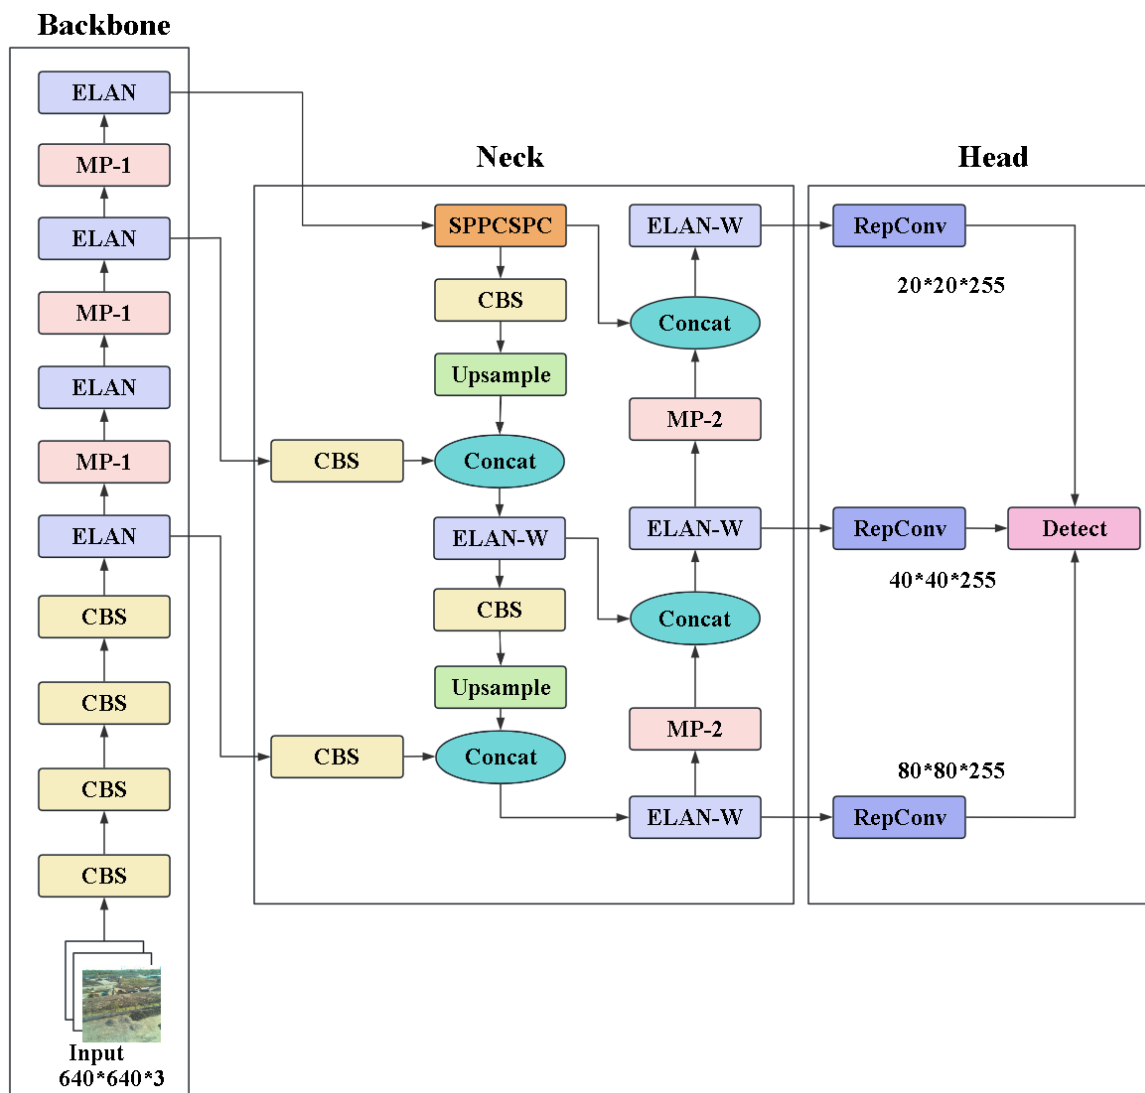 Backbone
ELAN
MP-1
ELAN
MP-1
ELAN
MP-1
ELAN
CBS
CBS
CBS
CBS
Input
640*640*3
Neck
SPPCSPC
CBS
Upsample
CBS
Concat
ELAN-W
CBS
Upsample
CBS
Concat
ELAN-W
Concat
MP-2
ELAN-W
Concat
MP-2
ELAN-W
Head
RepConv
20*20*255
RepConv
40*40*255
Detect
80*80*255
RepConv